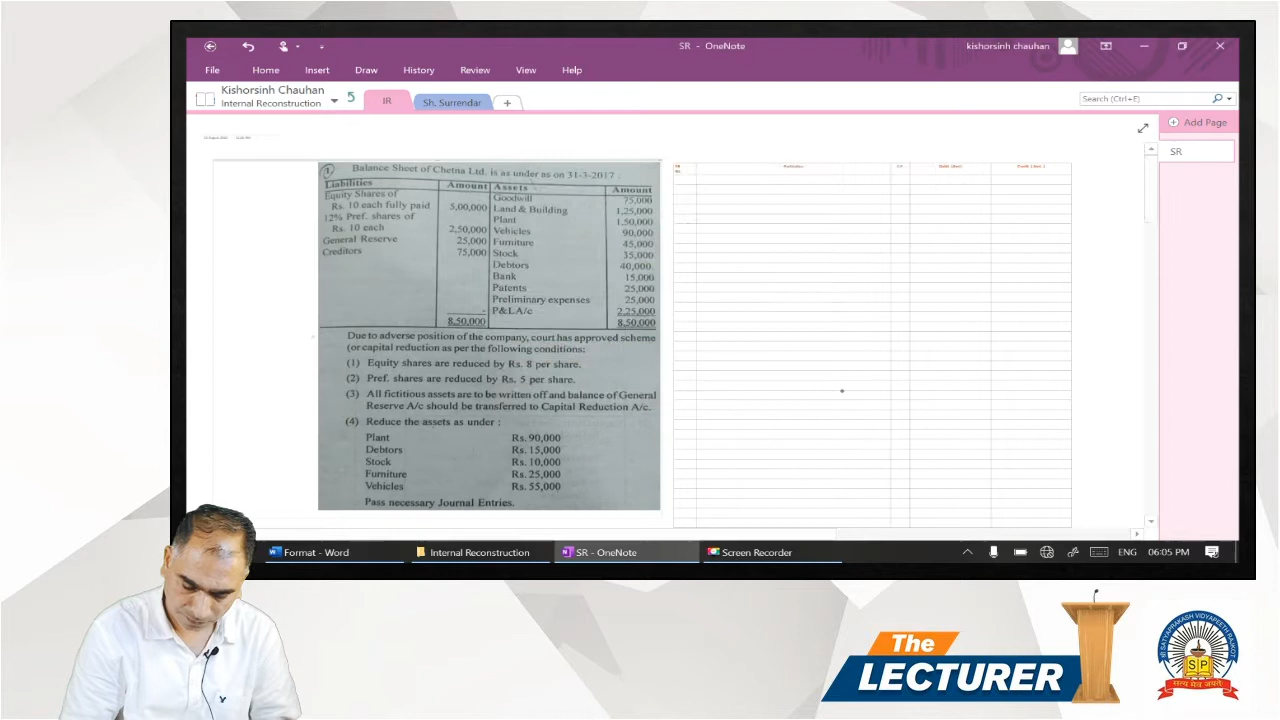 SR - OneNote
kishorsinh chauhan
File Home Insert Draw History Review View Help
Kishorsinh Chauhan
Internal Reconstruction
IR
Sh. Surrendar
+
Search (Ctrl+E)
Add Page
SR
1 Balance Sheet of Chetna Ltd. is as under as on 31-3-2017
Liabilities Amount Assets Amount
Goodwill 75,000
Equity Shares of
Rs. 10 each fully paid 5,00,000 Land & Building 1,25,000
12% Pref. shares of Plant 1,50,000
Rs. 10 each 2,50,000 Vehicles 90,000
General Reserve 25,000 Furniture 45,000
Creditors 75,000 Stock 35,000
Debtors 40,000
Bank 15,000
Patents 25,000
Preliminary expenses 25,000
P&LA/c 2,25,000
8,50,000 8,50,000
Due to adverse position of the company, court has approved scheme
(or capital reduction as per the following conditions:
(1) Equity shares are reduced by Rs. 8 per share.
(2) Pref. shares are reduced by Rs. 5 per share.
(3) All fictitious assets are to be written off and balance of General
Reserve A/c should be transferred to Capital Reduction A/c.
(4) Reduce the assets as under :
Plant Rs. 90,000
Debtors Rs. 15,000
Stock Rs. 10,000
Furniture Rs. 25,000
Vehicles Rs. 55,000
Pass necessary Journal Entries.
Format - Word
Internal Reconstruction
SR - OneNote
Screen Recorder
ENG 06:05 PM
The
LECTURER
SP
सत्य मेव जयते